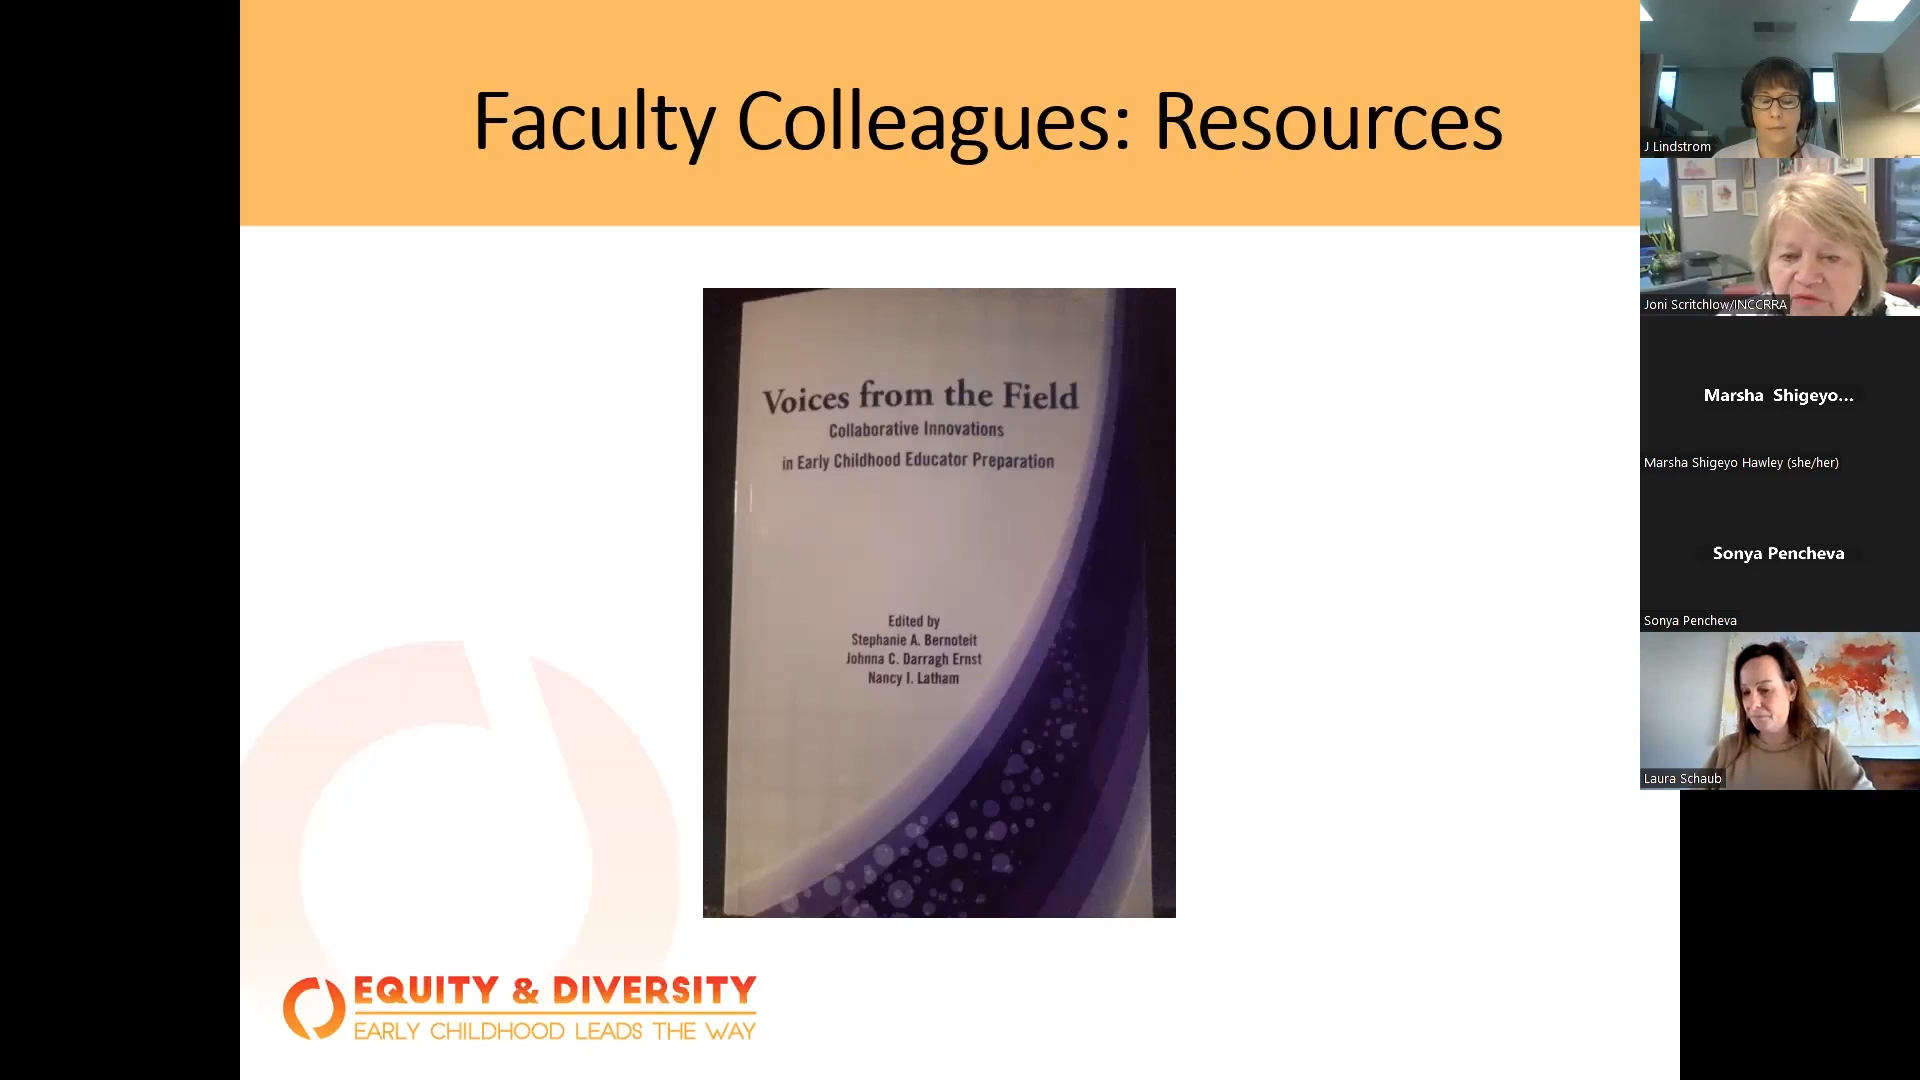 Faculty Colleagues: Resources
Voices from the Field
Collaborative Innovations
in Early Childhood Educator Preparation
Edited by
Stephanie A. Bernoteit
Johnna C. Darragh Ernst
Nancy I. Latham
EQUITY & DIVERSITY
EARLY CHILDHOOD LEADS THE WAY
J Lindstrom
Joni Scritchlow/INCCRRA
Marsha Shigeyo...
Marsha Shigeyo Hawley (she/her)
Sonya Pencheva
Sonya Pencheva
Laura Schaub